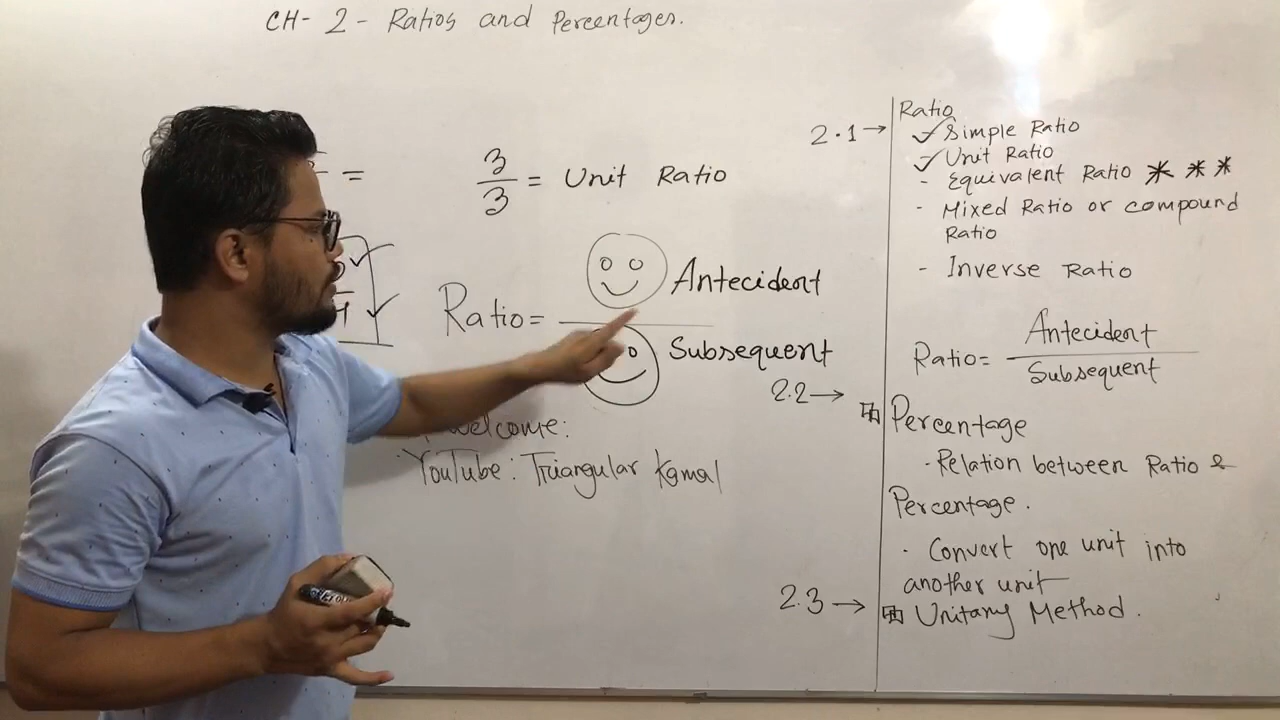 CH- 2 - Ratios and Percentages.
=
3
3
= Unit Ratio
Ratio=
Antecident
Subsequent
Welcome:
YouTube: Triangular Kamal
2.1 →
Ratio
✓ Simple Ratio
✓ Unit Ratio
- Equivalent Ratio * * *
- Mixed Ratio or compound
Ratio
- Inverse Ratio
Ratio=
Antecident
Subsequent
2.2 →
Percentage
· Relation between Ratio &
Percentage.
· Convert one unit into
another unit
2.3 →
Unitary Method.